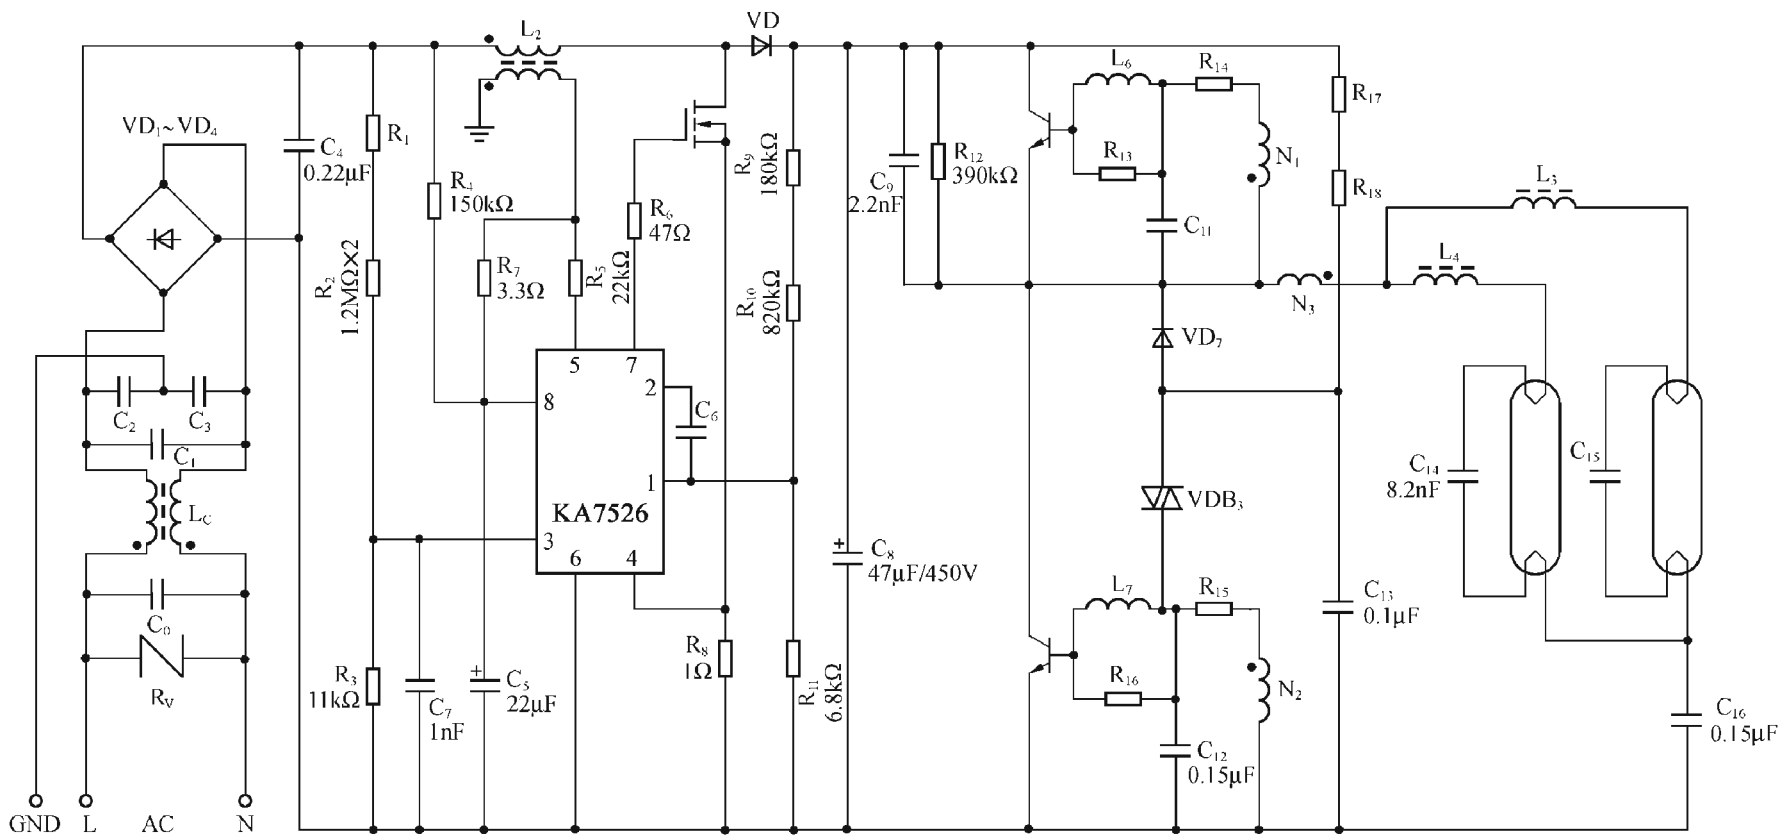 L₂
VD
VD₁~VD₄
C₄
0.22μF
R₁
R₄
150kΩ
R₂
1.2MΩ×2
R₇
3.3Ω
R₅
22kΩ
R₆
47Ω
R₉
180kΩ
R₁₀
820kΩ
C₉
2.2nF
R₁₂
390kΩ
L₆
R₁₄
R₁₃
C₁₁
N₁
R₁₇
R₁₈
N₃
L₃
L₄
VD₇
VDB₃
C₂
C₃
C₁
L_C
C₀
R_V
GND
L
AC
N
R₃
11kΩ
C₇
1nF
C₅
22μF
5
7
8
2
1
KA7526
3
6
4
C₆
R₈
1Ω
R₁₁
6.8kΩ
C₈
+
47μF/450V
+
L₇
R₁₅
R₁₆
N₂
C₁₂
0.15μF
C₁₃
0.1μF
C₁₄
8.2nF
C₁₅
C₁₆
0.15μF